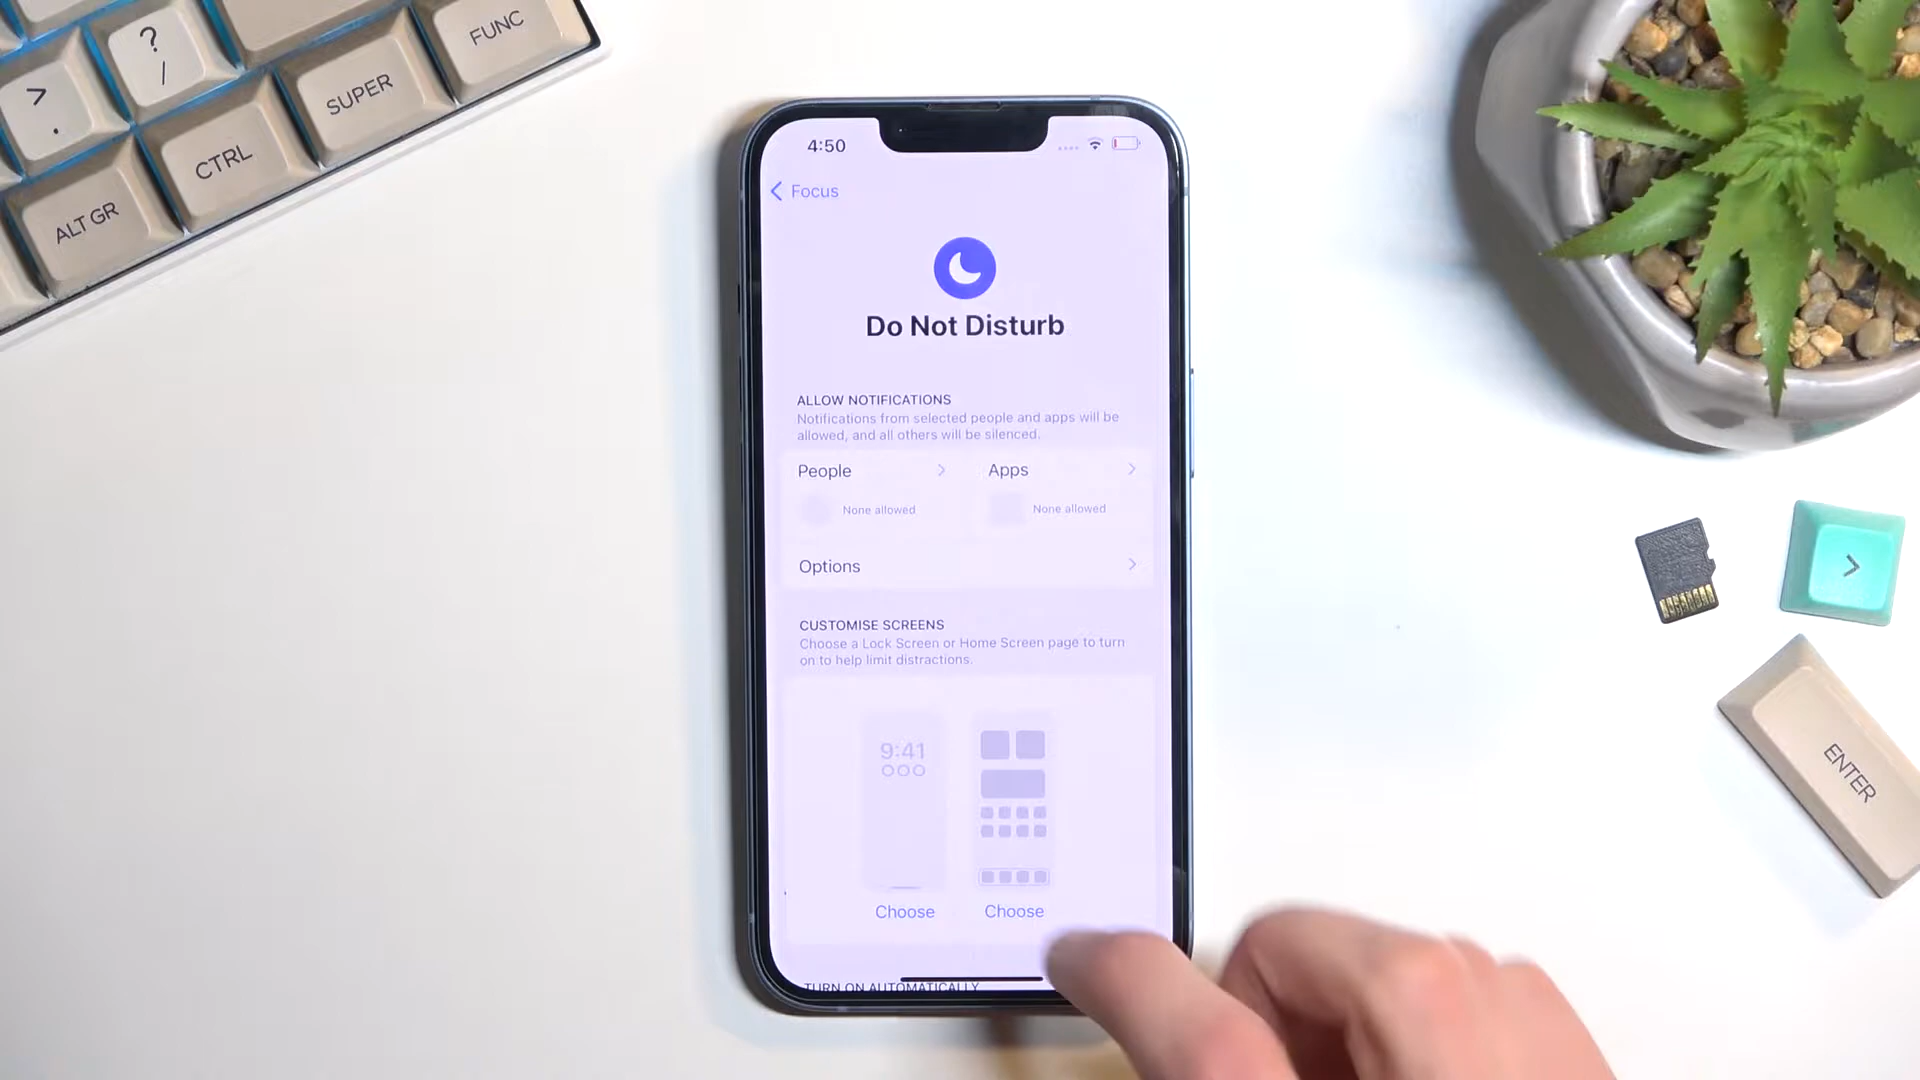 ?
/
>
.
FUNC
SUPER
CTRL
ALT GR
4:50
Focus
Do Not Disturb
ALLOW NOTIFICATIONS
Notifications from selected people and apps will be
allowed, and all others will be silenced.
People
Apps
None allowed
None allowed
Options
CUSTOMISE SCREENS
Choose a Lock Screen or Home Screen page to turn
on to help limit distractions.
9:41
Choose
Choose
TURN ON AUTOMATICALLY
>
ENTER